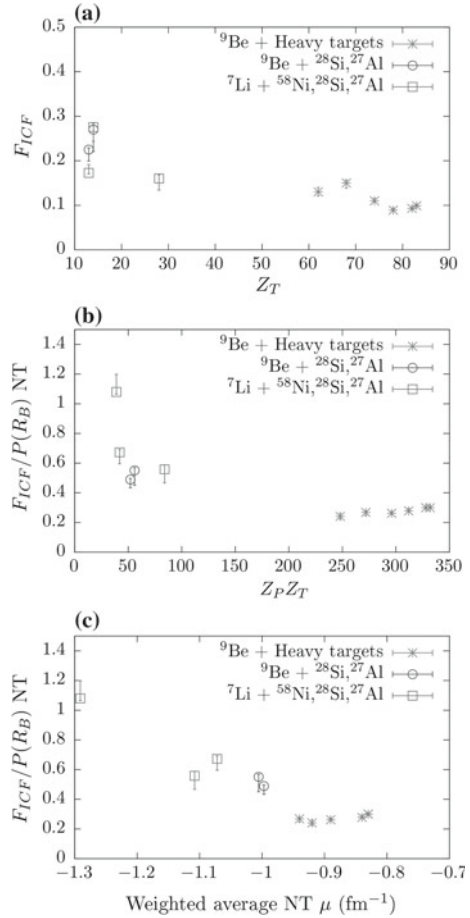 (a)
⁹Be + Heavy targets
⁹Be + ²⁸Si,²⁷Al
⁷Li + ⁵⁸Ni,²⁸Si,²⁷Al
F_ICF
0.5
0.4
0.3
0.2
0.1
0
10 20 30 40 50 60 70 80 90
Z_T
(b)
⁹Be + Heavy targets
⁹Be + ²⁸Si,²⁷Al
⁷Li + ⁵⁸Ni,²⁸Si,²⁷Al
F_ICF/P(R_B) NT
1.4
1.2
1
0.8
0.6
0.4
0.2
0
0 50 100 150 200 250 300 350
Z_P Z_T
(c)
⁹Be + Heavy targets
⁹Be + ²⁸Si,²⁷Al
⁷Li + ⁵⁸Ni,²⁸Si,²⁷Al
F_ICF/P(R_B) NT
1.4
1.2
1
0.8
0.6
0.4
0.2
0
−1.3 −1.2 −1.1 −1 −0.9 −0.8 −0.7
Weighted average NT μ (fm⁻¹)